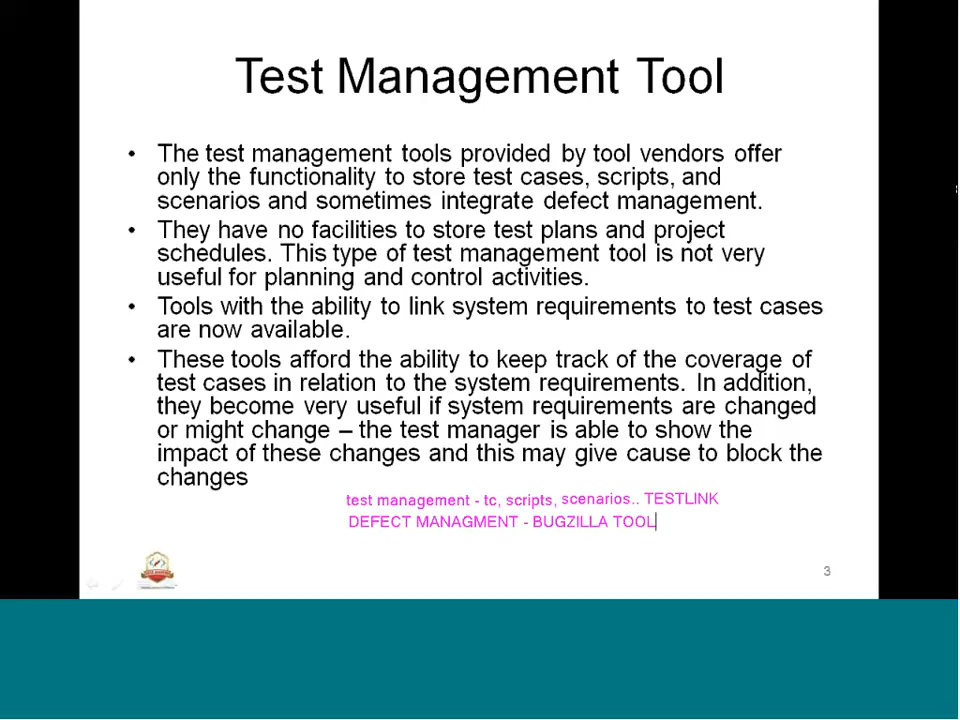 Test Management Tool
• The test management tools provided by tool vendors offer
only the functionality to store test cases, scripts, and
scenarios and sometimes integrate defect management.
• They have no facilities to store test plans and project
schedules. This type of test management tool is not very
useful for planning and control activities.
• Tools with the ability to link system requirements to test cases
are now available.
• These tools afford the ability to keep track of the coverage of
test cases in relation to the system requirements. In addition,
they become very useful if system requirements are changed
or might change – the test manager is able to show the
impact of these changes and this may give cause to block the
changes
test management - tc, scripts, scenarios.. TESTLINK
DEFECT MANAGMENT - BUGZILLA TOOL
3